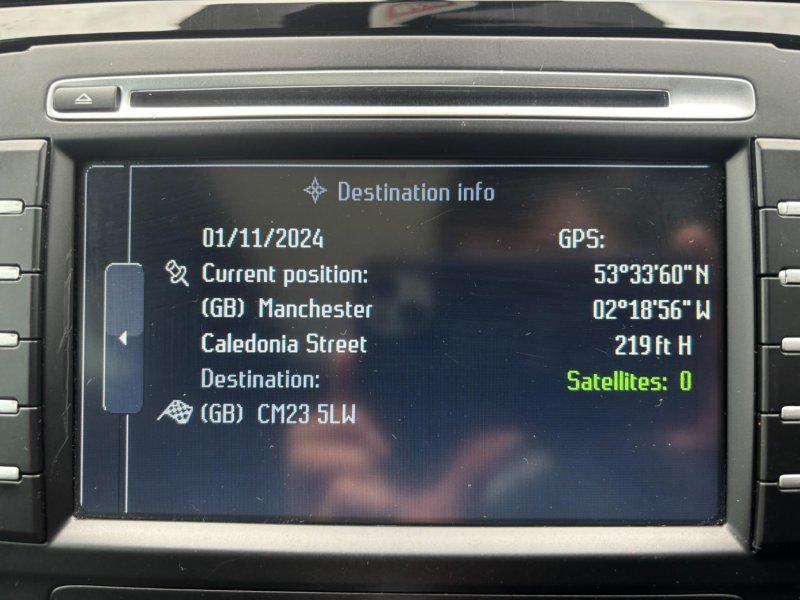 Destination info
01/11/2024 GPS:
Current position: 53°33'60" N
(GB) Manchester 02°18'56" W
Caledonia Street 219 ft H
Destination: Satellites: 0
(GB) CM23 5LW